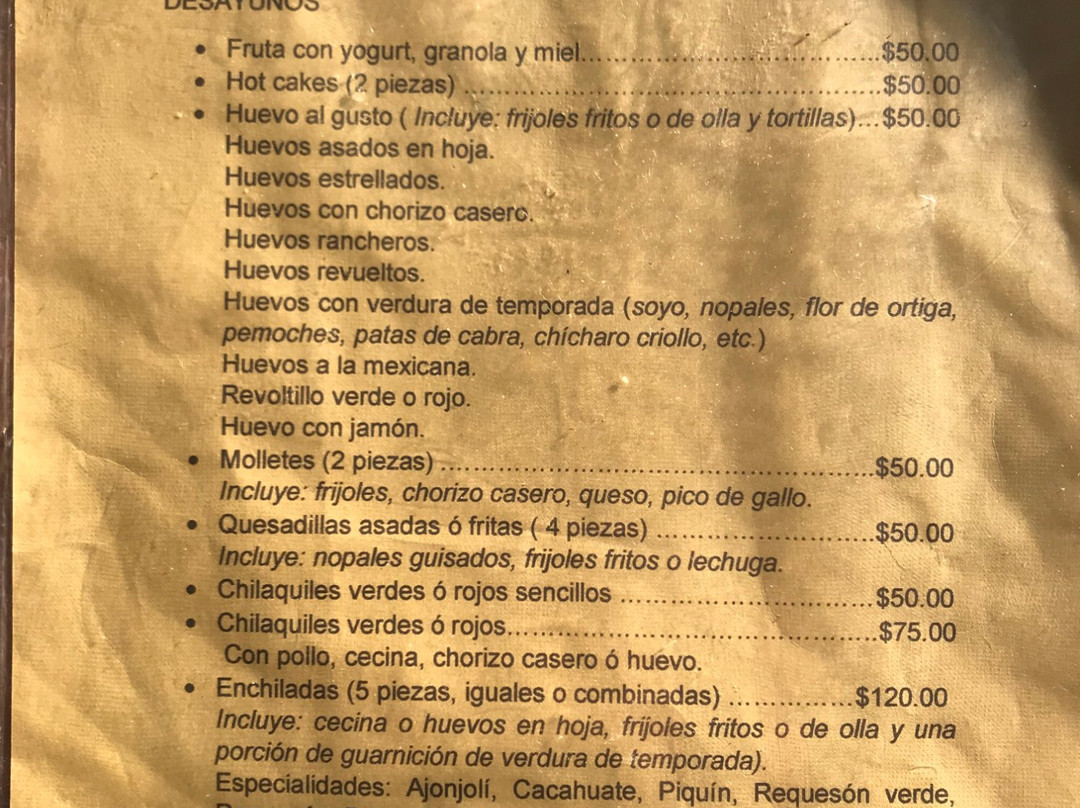 DESAYUNOS
• Fruta con yogurt, granola y miel..............................$50.00
• Hot cakes (2 piezas) ..........................................$50.00
• Huevo al gusto ( Incluye: frijoles fritos o de olla y tortillas)...$50.00
Huevos asados en hoja.
Huevos estrellados.
Huevos con chorizo casero.
Huevos rancheros.
Huevos revueltos.
Huevos con verdura de temporada (soyo, nopales, flor de ortiga,
pemoches, patas de cabra, chícharo criollo, etc.)
Huevos a la mexicana.
Revoltillo verde o rojo.
Huevo con jamón.
• Molletes (2 piezas) ...........................................$50.00
Incluye: frijoles, chorizo casero, queso, pico de gallo.
• Quesadillas asadas ó fritas ( 4 piezas) ......................$50.00
Incluye: nopales guisados, frijoles fritos o lechuga.
• Chilaquiles verdes ó rojos sencillos ..........................$50.00
• Chilaquiles verdes ó rojos.....................................$75.00
Con pollo, cecina, chorizo casero ó huevo.
• Enchiladas (5 piezas, iguales o combinadas) ...............$120.00
Incluye: cecina o huevos en hoja, frijoles fritos o de olla y una
porción de guarnición de verdura de temporada).
Especialidades: Ajonjolí, Cacahuate, Piquín, Requesón verde,